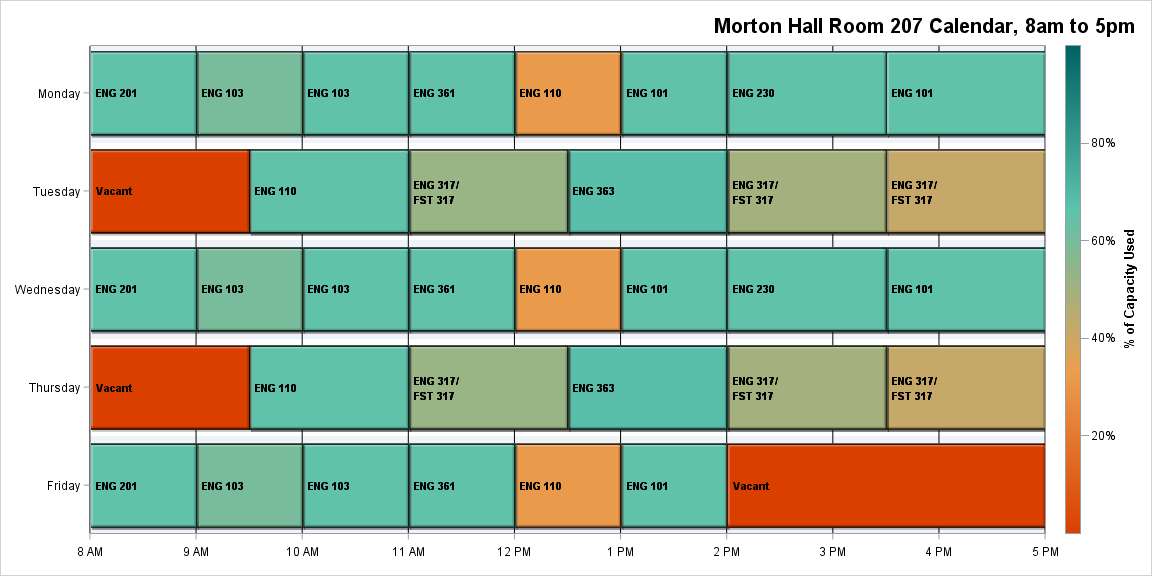 Morton Hall Room 207 Calendar, 8am to 5pm
Monday
ENG 201
ENG 103
ENG 103
ENG 361
ENG 110
ENG 101
ENG 230
ENG 101
Tuesday
Vacant
ENG 110
ENG 317/
FST 317
ENG 363
ENG 317/
FST 317
ENG 317/
FST 317
Wednesday
ENG 201
ENG 103
ENG 103
ENG 361
ENG 110
ENG 101
ENG 230
ENG 101
Thursday
Vacant
ENG 110
ENG 317/
FST 317
ENG 363
ENG 317/
FST 317
ENG 317/
FST 317
Friday
ENG 201
ENG 103
ENG 103
ENG 361
ENG 110
ENG 101
Vacant
8 AM
9 AM
10 AM
11 AM
12 PM
1 PM
2 PM
3 PM
4 PM
5 PM
80%
60%
40%
20%
% of Capacity Used